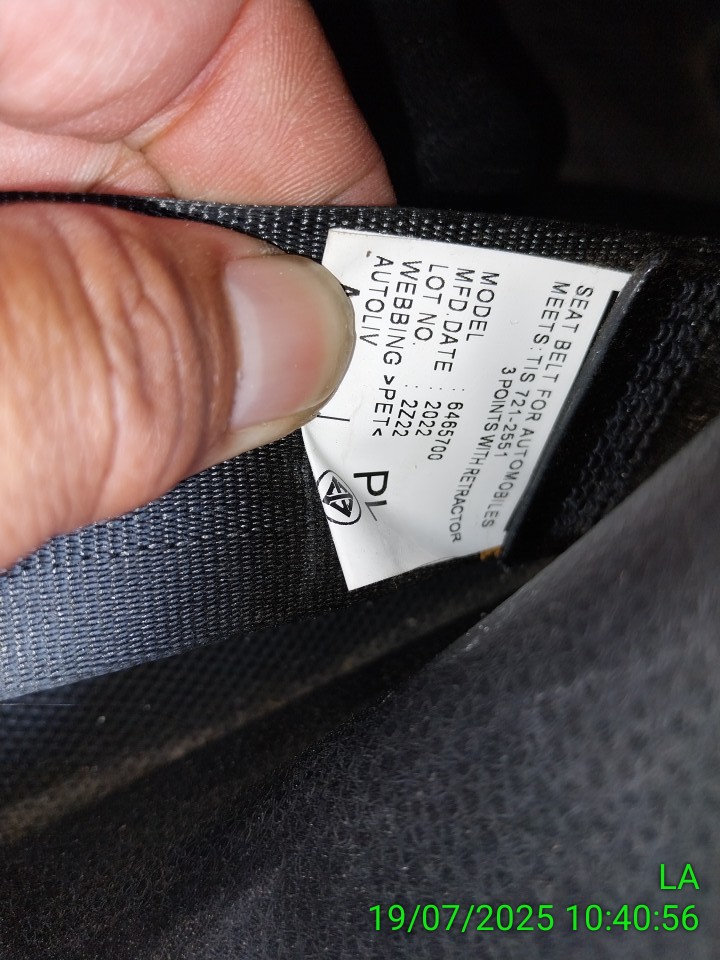 SEAT BELT FOR AUTOMOBILES
MEETS: TIS 721-2551
3 POINTS WITH RETRACTOR
MODEL : 6465700
MFD.DATE : 2022
LOT NO. : 2Z22
WEBBING >PET<
AUTOLIV
PL
LA
19/07/2025 10:40:56